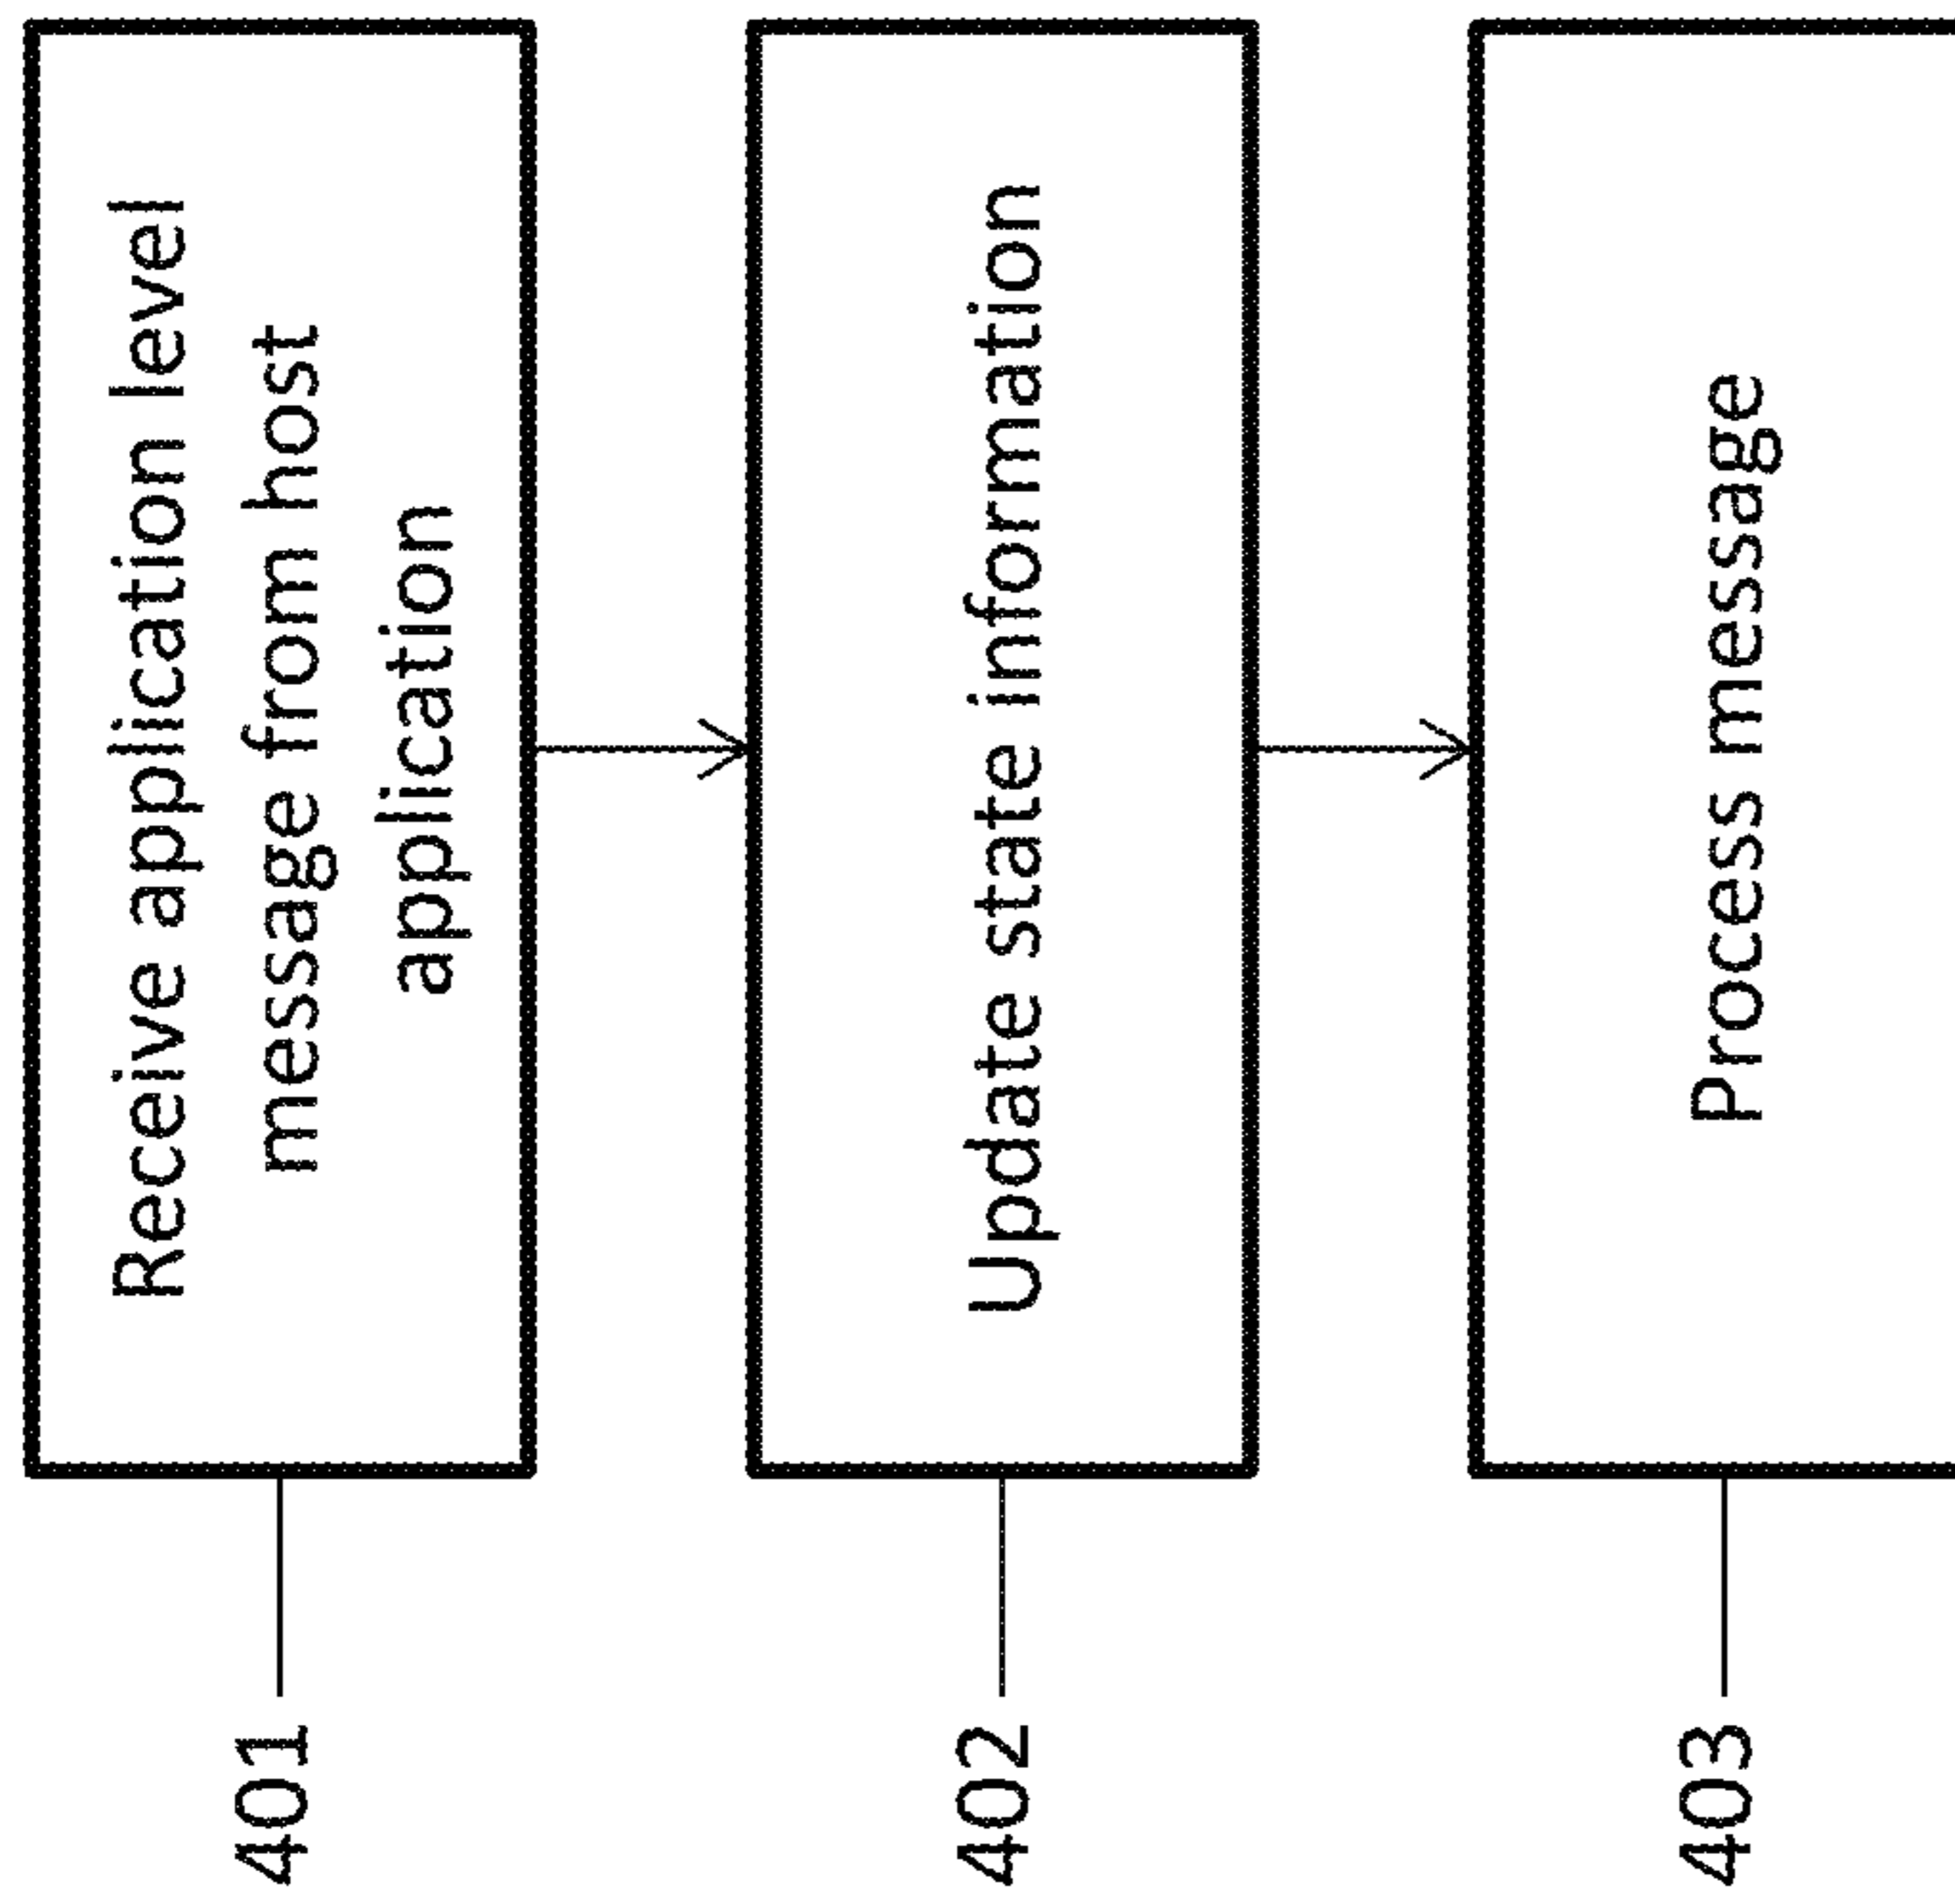 401
Receive application level
message from host
application
402
Update state information
403
Process message